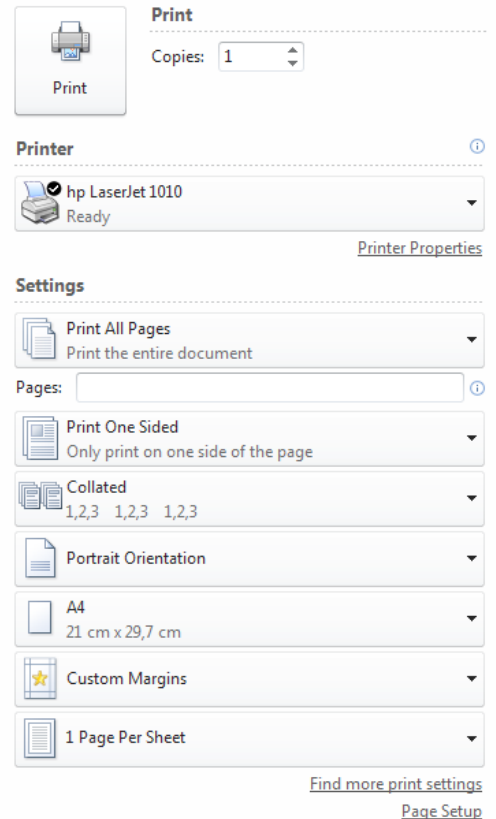 Print
Copies: 1
Print
Printer
hp LaserJet 1010
Ready
Printer Properties
Settings
Print All Pages
Print the entire document
Pages:
Print One Sided
Only print on one side of the page
Collated
1,2,3 1,2,3 1,2,3
Portrait Orientation
A4
21 cm x 29,7 cm
Custom Margins
1 Page Per Sheet
Find more print settings
Page Setup